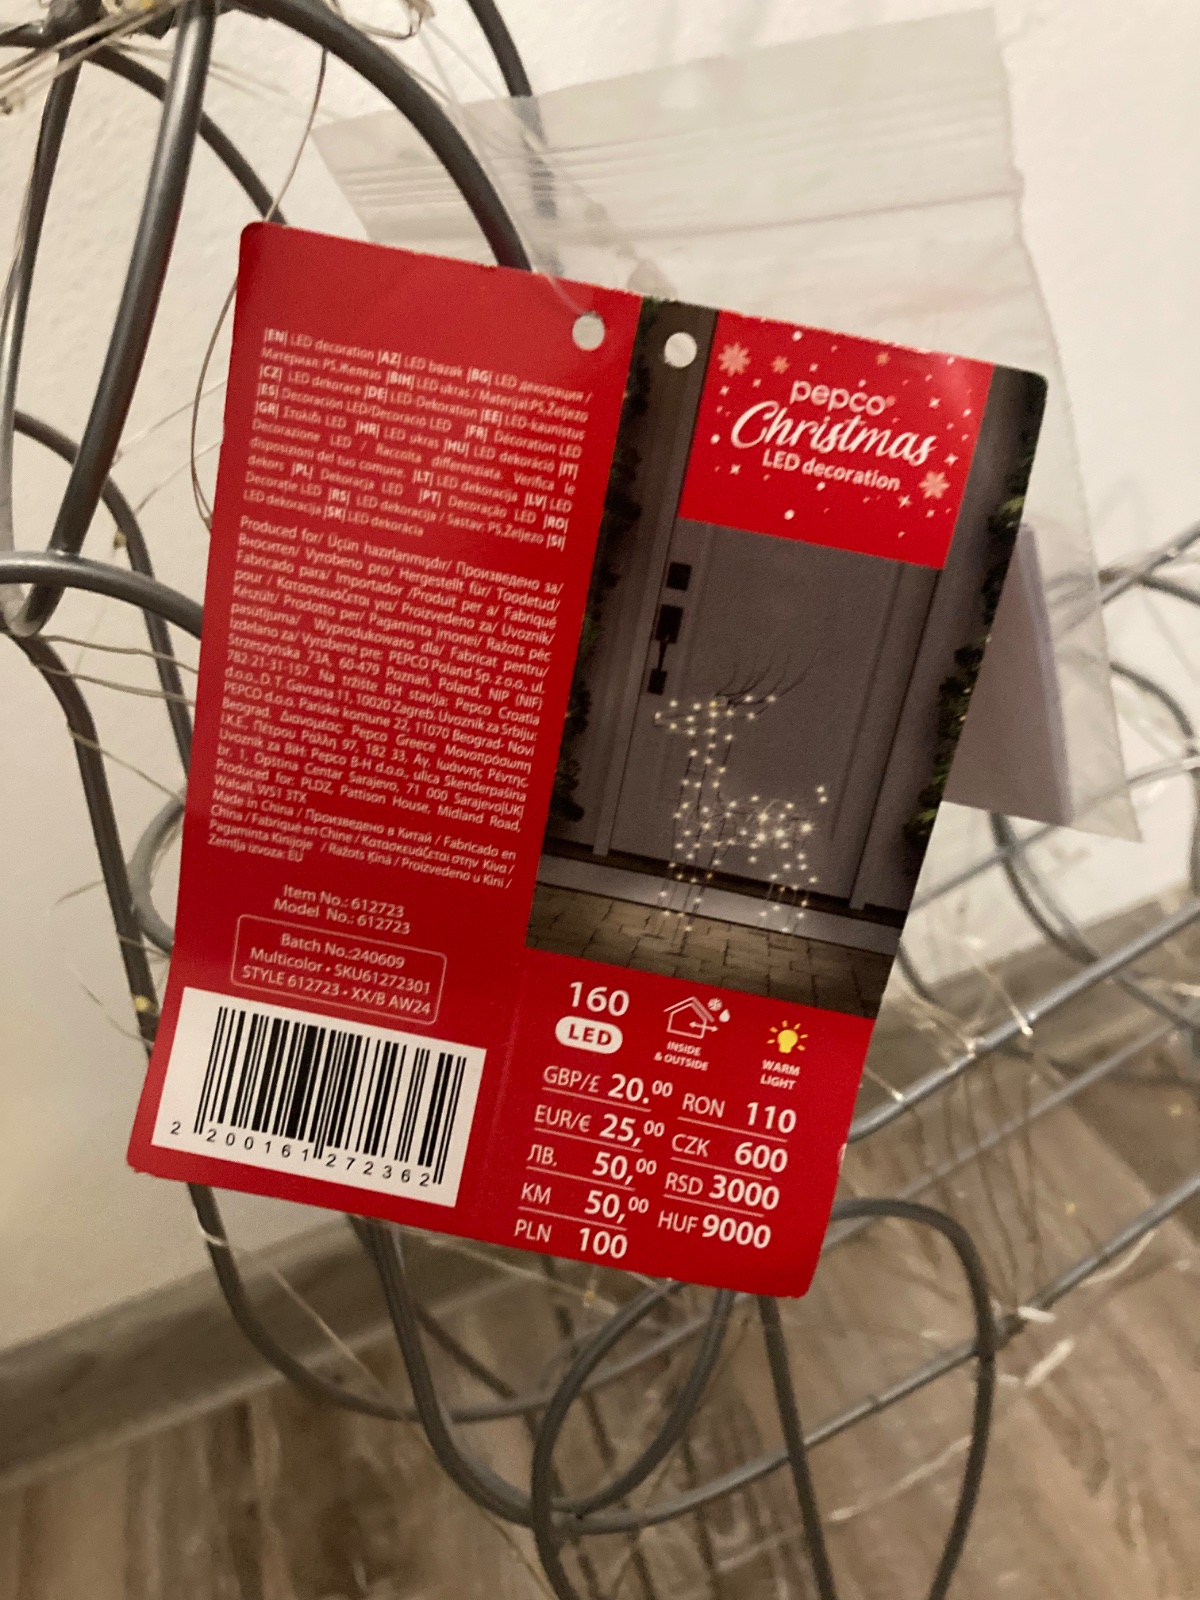 |EN| LED decoration |AZ| LED bəzək |BG| LED декорация /
Материал: PS,Желязо |BIH| LED ukras / Materijal:PS,Željezo
|CZ| LED dekorace |DE| LED-Dekoration |EE| LED-kaunistus
|ES| Decoración LED/Decoració LED |FR| Décoration LED
|GR| Στολίδι LED |HR| LED ukras |HU| LED dekoráció |IT|
Decorazione LED / Raccolta differenziata. Verifica le
disposizioni del tuo comune. |LT| LED dekoracija |LV| LED
dekors |PL| Dekoracja LED |PT| Decoração LED |RO|
Decorație LED |RS| LED dekoracija / Sastav: PS,Željezo |SI|
LED dekoracija |SK| LED dekorácia
Produced for/ Üçün hazırlanmışdır/ Произведено за/
Вносител/ Vyrobeno pro/ Hergestellt für/ Toodetud/
Fabricado para/ Importador /Produit per a/ Fabriqué
pour / Κατασκευάζεται για/ Proizvedeno za/ Uvoznik/
Készült/ Prodotto per/ Pagaminta įmonei/ Ražots pēc
pasūtījuma/ Wyprodukowano dla/ Fabricat pentru/
Izdelano za/ Vyrobené pre: PEPCO Poland Sp. z o.o., ul.
Strzeszyńska 73A, 60-479 Poznań, Poland, NIP (NIF)
782-21-31-157. Na tržište RH stavlja: Pepco Croatia
d.o.o., D. T. Gavrana 11, 10020 Zagreb. Uvoznik za Srbiju:
PEPCO d.o.o. Pariske komune 22, 11070 Beograd- Novi
Beograd, Διανομέας: Pepco Greece Μονοπρόσωπη
Ι.Κ.Ε., Πέτρου Ράλλη 97, 182 33, Αγ. Ιωάννης Ρέντης,
Uvoznik za BiH: Pepco B-H d.o.o., ulica Skenderpašina
br. 1, Opština Centar Sarajevo, 71 000 Sarajevo|UK|
Produced for: PLDZ, Pattison House, Midland Road,
Walsall, WS1 3TX
Made in China / Произведено в Китай / Fabricado en
China / Fabriqué en Chine / Κατασκευάζεται στην Κίνα /
Pagaminta Kinijoje / Ražots Ķīnā / Proizvedeno u Kini /
Zemlja izvoza: EU
Item No.: 612723
Model No.: 612723
Batch No.:240609
Multicolor • SKU61272301
STYLE 612723 • XX/B AW24
2 200161 272362
pepco®
Christmas
LED decoration
160
LED
INSIDE
& OUTSIDE
WARM
LIGHT
GBP/£ 20.00
EUR/€ 25,00
ЛВ. 50,00
KM 50,00
PLN 100
RON 110
CZK 600
RSD 3000
HUF 9000